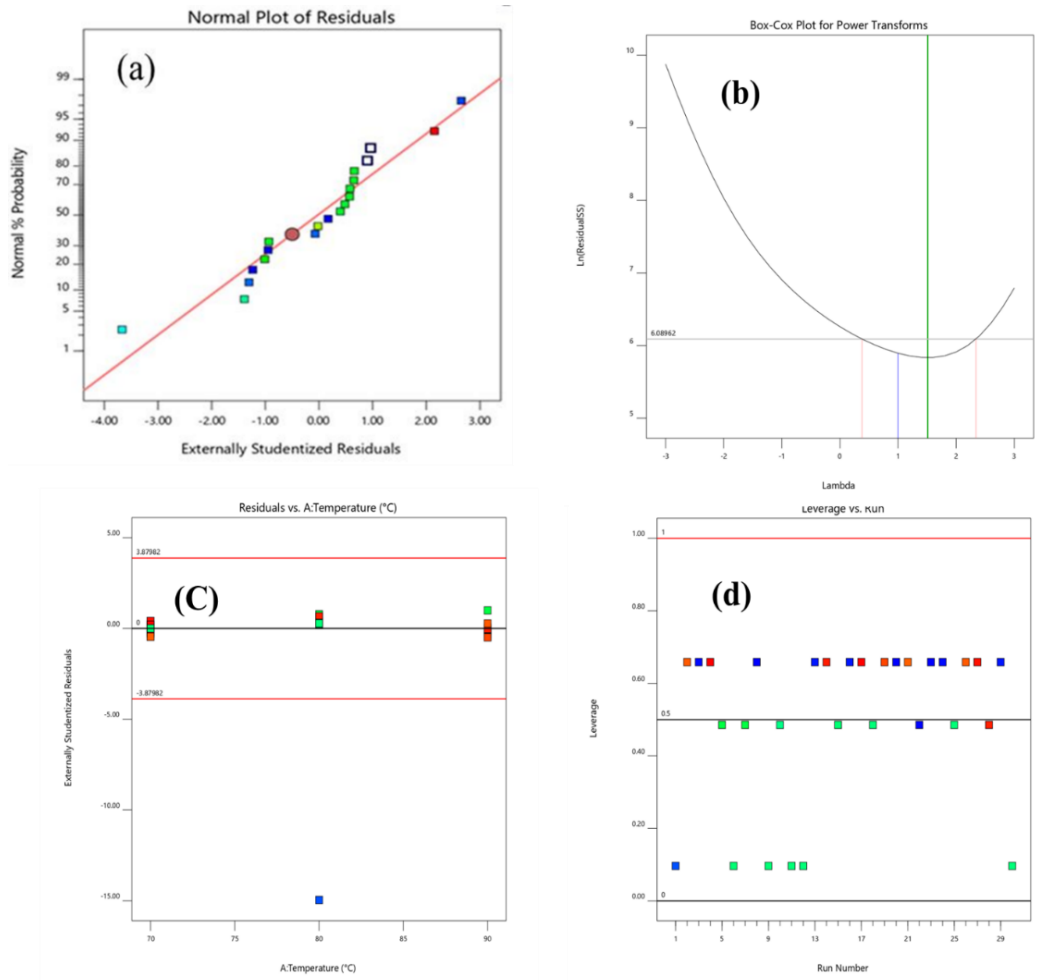 Normal Plot of Residuals
(a)
Normal % Probability
99
95
90
80
70
50
30
20
10
5
1
-4.00 -3.00 -2.00 -1.00 0.00 1.00 2.00 3.00
Externally Studentized Residuals
Box-Cox Plot for Power Transforms
(b)
Ln(ResidualSS)
10
9
8
7
6.08962
6
5
-3 -2 -1 0 1 2 3
Lambda
Residuals vs. A:Temperature (°C)
(C)
Externally Studentized Residuals
5.00
3.87982
0.00
0
-3.87982
-5.00
-10.00
-15.00
70 75 80 85 90
A:Temperature (°C)
Leverage vs. Run
(d)
Leverage
1.00
1
0.80
0.60
0.5
0.40
0.20
0.00
0
1 5 9 13 17 21 25 29
Run Number